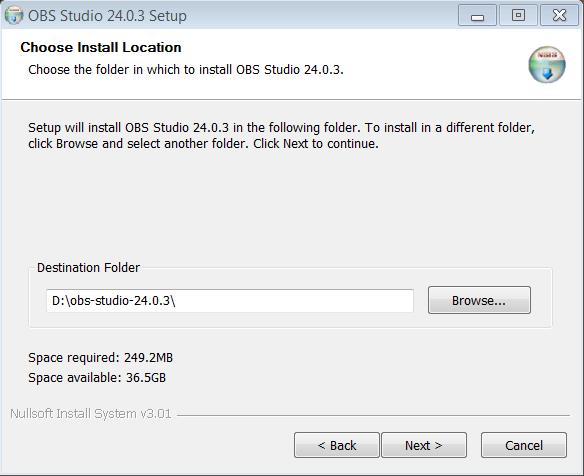 OBS Studio 24.0.3 Setup
Choose Install Location
Choose the folder in which to install OBS Studio 24.0.3.
Setup will install OBS Studio 24.0.3 in the following folder. To install in a different folder,
click Browse and select another folder. Click Next to continue.
Destination Folder
D:\obs-studio-24.0.3\
Browse...
Space required: 249.2MB
Space available: 36.5GB
Nullsoft Install System v3.01
< Back
Next >
Cancel